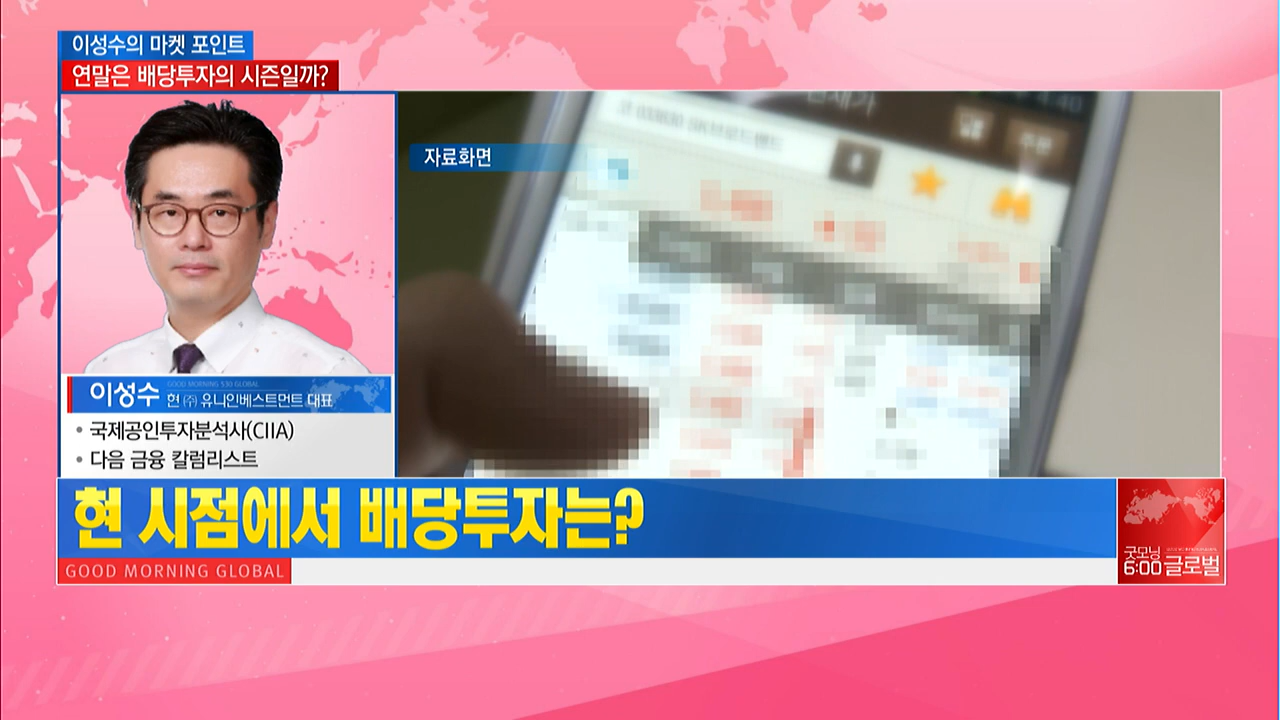 이성수의 마켓 포인트
연말은 배당투자의 시즌일까?
자료화면
이성수
GOOD MORNING 530 GLOBAL
현 ㈜ 유니인베스트먼트 대표
• 국제공인투자분석사(CIIA)
• 다음 금융 칼럼리스트
현 시점에서 배당투자는?
GOOD MORNING GLOBAL
굿모닝
6:00 글로벌